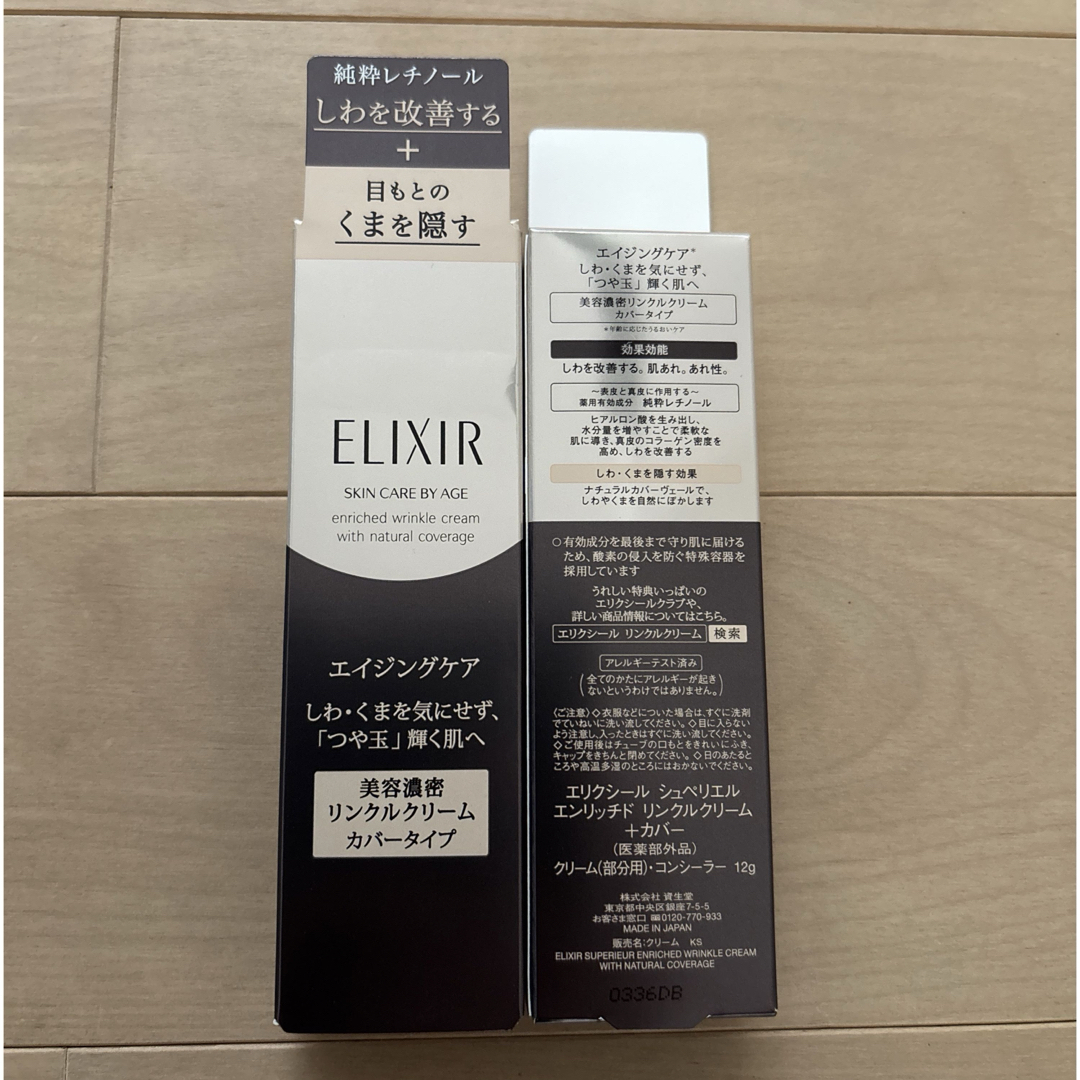 純粋レチノール
しわを改善する
+
目もとの
くまを隠す
ELIXIR
SKIN CARE BY AGE
enriched wrinkle cream
with natural coverage
エイジングケア
しわ・くまを気にせず、
「つや玉」輝く肌へ
美容濃密
リンクルクリーム
カバータイプ
エイジングケア*
しわ・くまを気にせず、
「つや玉」輝く肌へ
美容濃密リンクルクリーム
カバータイプ
*年齢に応じたうるおいケア
効果効能
しわを改善する。肌あれ。あれ性。
～表皮と真皮に作用する～
薬用有効成分 純粋レチノール
ヒアルロン酸を生み出し、
水分量を増やすことで柔軟な
肌に導き、真皮のコラーゲン密度を
高め、しわを改善する
しわ・くまを隠す効果
ナチュラルカバーヴェールで、
しわやくまを自然にぼかします
○有効成分を最後まで守り肌に届ける
ため、酸素の侵入を防ぐ特殊容器を
採用しています
うれしい特典いっぱいの
エリクシールクラブや、
詳しい商品情報についてはこちら。
エリクシール リンクルクリーム 検索
アレルギーテスト済み
(全てのかたにアレルギーが起き
ないというわけではありません。)
〈ご注意〉◇衣服などについた場合は、すぐに洗剤
でていねいに洗い流してください。◇目に入らない
よう注意し、入ったときはすぐに洗い流してください。
◇ご使用後はチューブの口もとをきれいにふき、
キャップをきちんと閉めてください。◇日のあたると
ころや高温多湿のところにはおかないでください。
エリクシール シュペリエル
エンリッチド リンクルクリーム
＋カバー
(医薬部外品)
クリーム(部分用)・コンシーラー 12g
株式会社 資生堂
東京都中央区銀座7-5-5
お客さま窓口 0120-770-933
MADE IN JAPAN
販売名:クリーム KS
ELIXIR SUPERIEUR ENRICHED WRINKLE CREAM
WITH NATURAL COVERAGE
0336DB